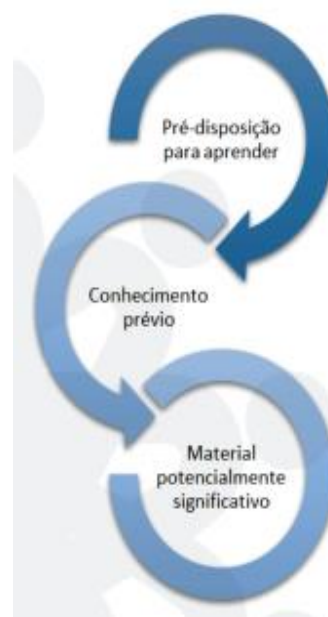 Pré-disposição
para aprender
Conhecimento
prévio
Material
potencialmente
significativo